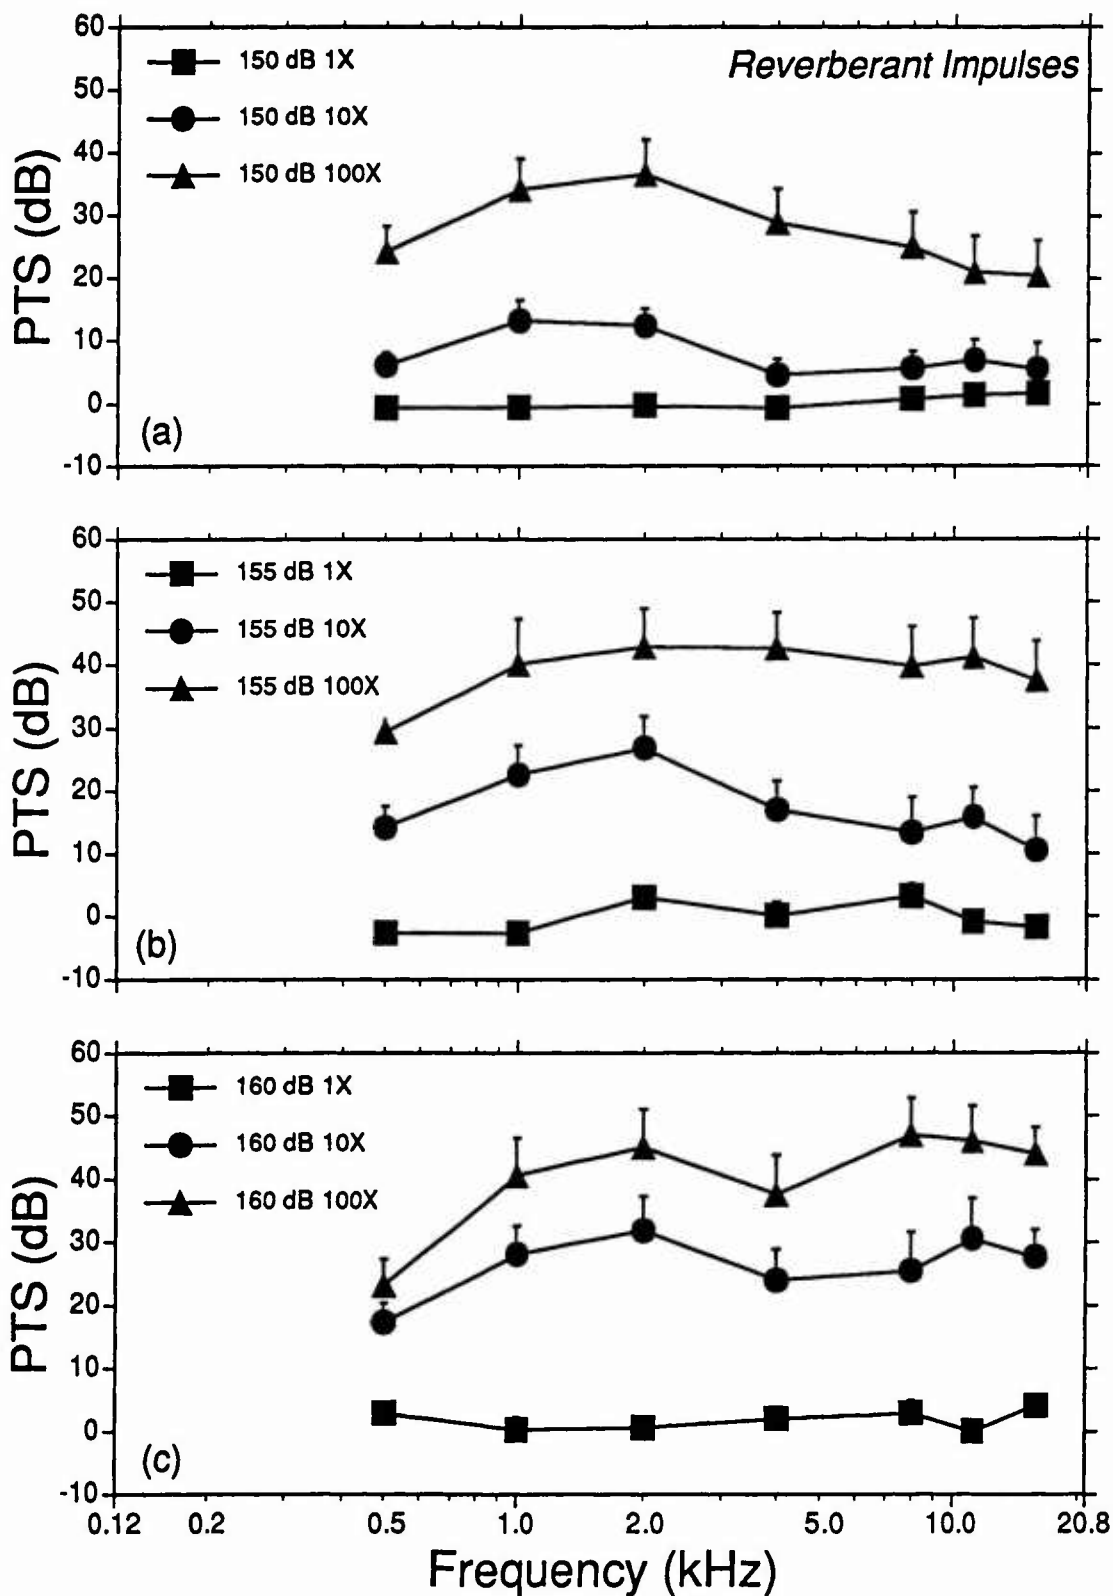 60
150 dB 1X
Reverberant Impulses
50
150 dB 10X
40
150 dB 100X
30
20
10
0
-10
PTS (dB)
(a)
60
155 dB 1X
50
155 dB 10X
40
155 dB 100X
30
20
10
0
-10
PTS (dB)
(b)
60
160 dB 1X
50
160 dB 10X
40
160 dB 100X
30
20
10
0
-10
PTS (dB)
(c)
0.12 0.2 0.5 1.0 2.0 5.0 10.0 20.8
Frequency (kHz)